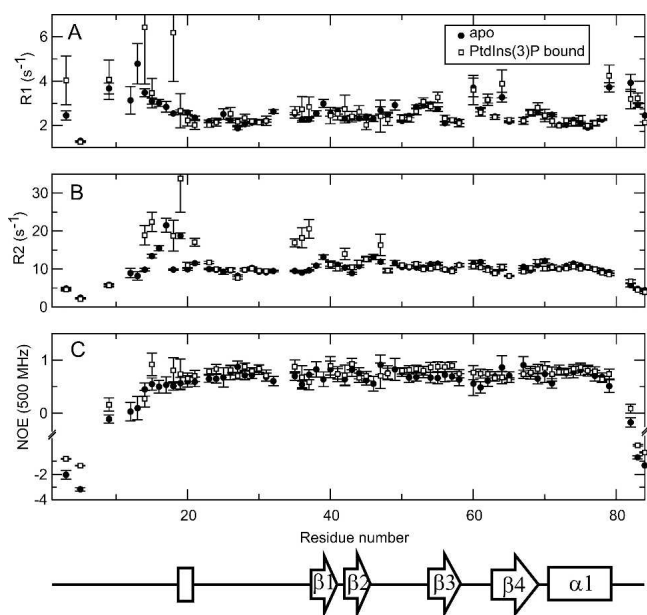 A
apo
PtdIns(3)P bound
R1 (s⁻¹)
6
4
2
B
R2 (s⁻¹)
30
20
10
0
C
NOE (500 MHz)
1
0
-2
-4
20
40
60
80
Residue number
β1 β2 β3 β4 α1